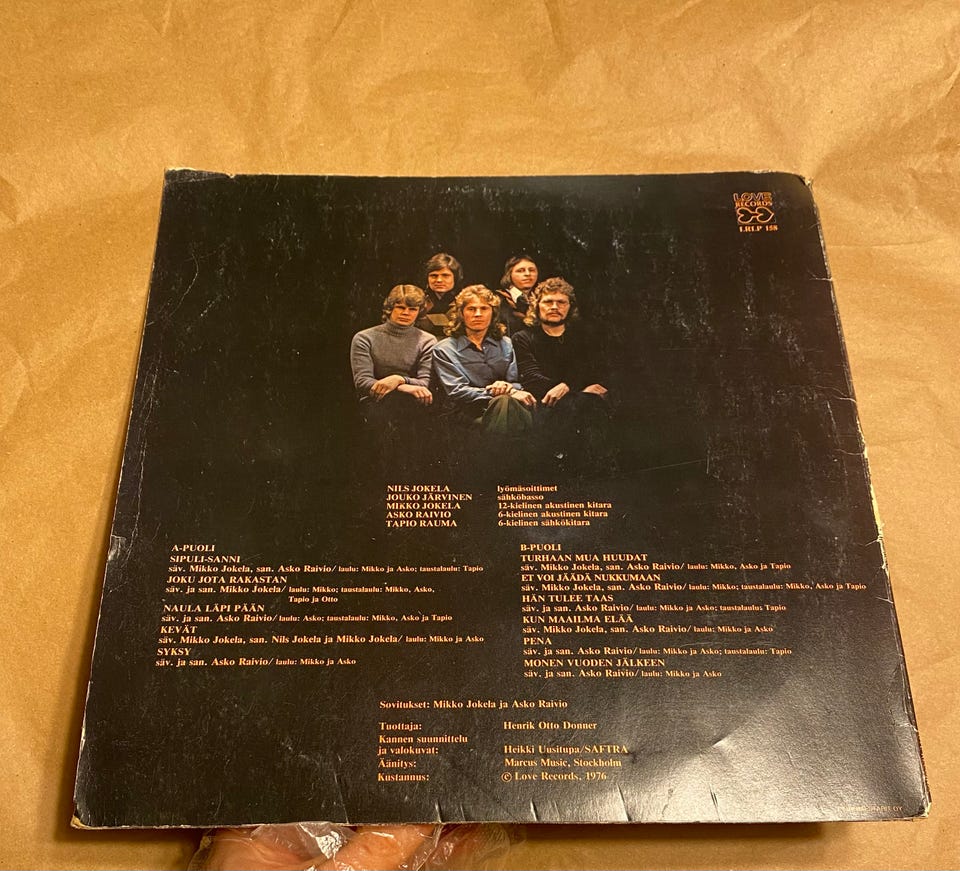 LOVE
RECORDS
LRLP 158
NILS JOKELA lyömäsoittimet
JOUKO JÄRVINEN sähköbasso
MIKKO JOKELA 12-kielinen akustinen kitara
ASKO RAIVIO 6-kielinen akustinen kitara
TAPIO RAUMA 6-kielinen sähkökitara
A-PUOLI
SIPULI-SANNI
säv. Mikko Jokela, san. Asko Raivio/ laulu: Mikko ja Asko; taustalaulu: Tapio
JOKU JOTA RAKASTAN
säv. ja san. Mikko Jokela/ laulu: Mikko; taustalaulu: Mikko, Asko,
Tapio ja Otto
NAULA LÄPI PÄÄN
säv. ja san. Asko Raivio/ laulu: Asko; taustalaulu: Mikko, Asko ja Tapio
KEVÄT
säv. Mikko Jokela, san. Nils Jokela ja Mikko Jokela/ laulu: Mikko ja Asko
SYKSY
säv. ja san. Asko Raivio/ laulu: Mikko ja Asko
B-PUOLI
TURHAAN MUA HUUDAT
säv. Mikko Jokela, san. Asko Raivio/ laulu: Mikko, Asko ja Tapio
ET VOI JÄÄDÄ NUKKUMAAN
säv. Mikko Jokela, san. Asko Raivio/ laulu: Mikko; taustalaulu: Mikko, Asko ja Tapio
HÄN TULEE TAAS
säv. ja san. Asko Raivio/ laulu: Mikko ja Asko; taustalaulu: Tapio
KUN MAAILMA ELÄÄ
säv. Mikko Jokela, san. Asko Raivio/ laulu: Mikko ja Asko
PENA
säv. ja san. Asko Raivio/ laulu: Mikko ja Asko; taustalaulu: Tapio
MONEN VUODEN JÄLKEEN
säv. ja san. Asko Raivio/ laulu: Mikko ja Asko
Sovitukset: Mikko Jokela ja Asko Raivio
Tuottaja: Henrik Otto Donner
Kannen suunnittelu
ja valokuvat: Heikki Uusitupa/SAFTRA
Äänitys: Marcus Music, Stockholm
Kustannus: © Love Records, 1976
OY